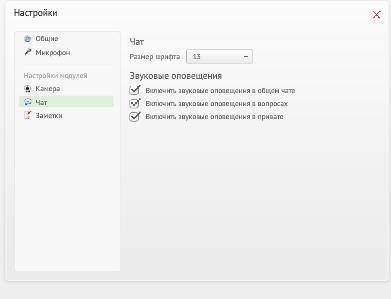 Настройки
Общие
Микрофон
Настройки модулей
Камера
Чат
Заметки
Чат
Размер шрифта
13
Звуковые оповещения
Включить звуковые оповещения в общем чате
Включить звуковые оповещения в вопросах
Включить звуковые оповещения в привате